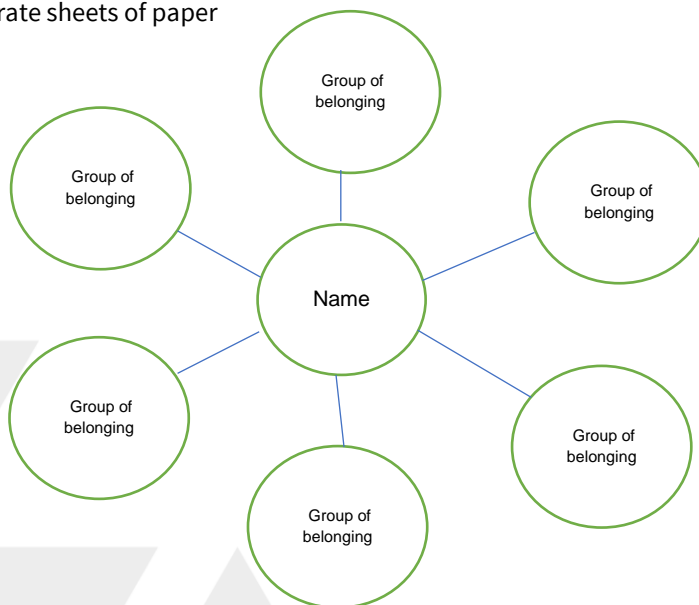 rate sheets of paper
Group of
belonging
Group of
belonging
Group of
belonging
Name
Group of
belonging
Group of
belonging
Group of
belonging